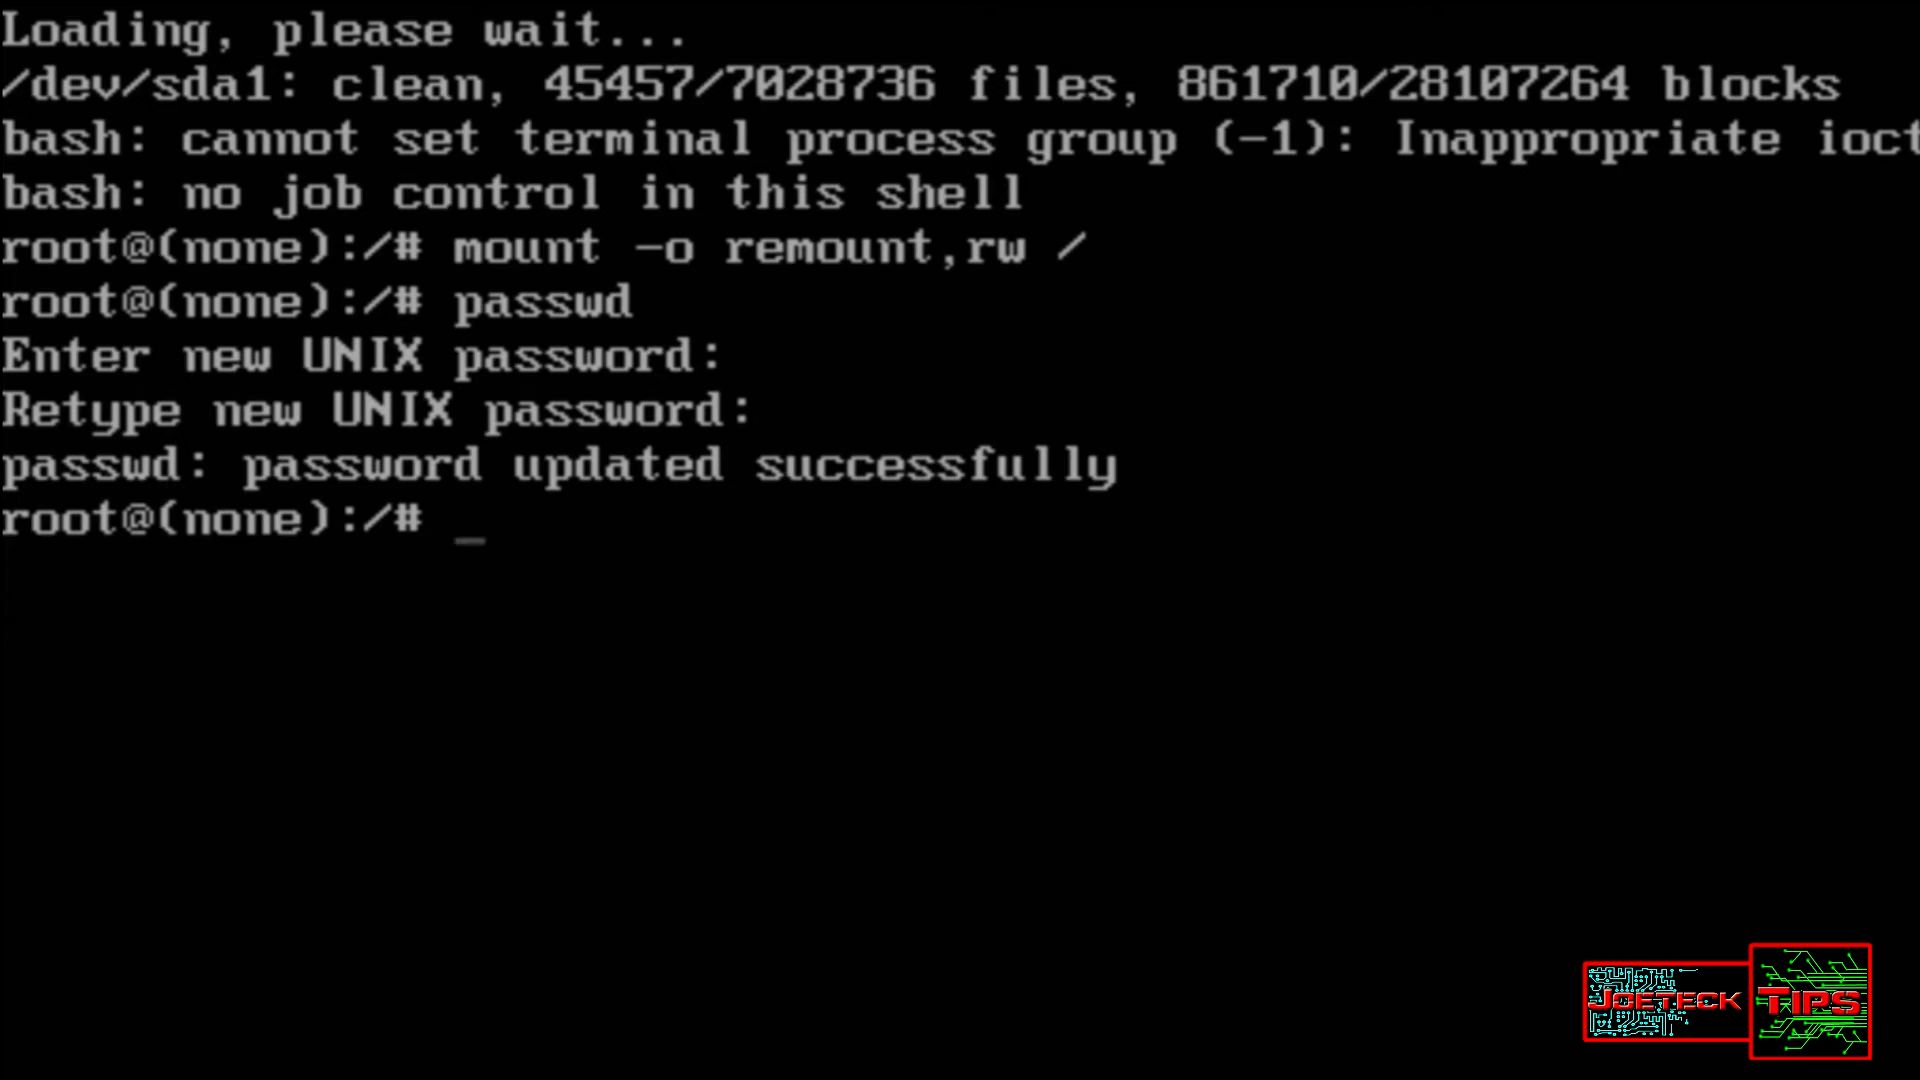 Loading, please wait...
/dev/sda1: clean, 45457/7028736 files, 861710/28107264 blocks
bash: cannot set terminal process group (-1): Inappropriate ioct
bash: no job control in this shell
root@(none):/# mount -o remount,rw /
root@(none):/# passwd
Enter new UNIX password:
Retype new UNIX password:
passwd: password updated successfully
root@(none):/# _
JOETECK TIPS